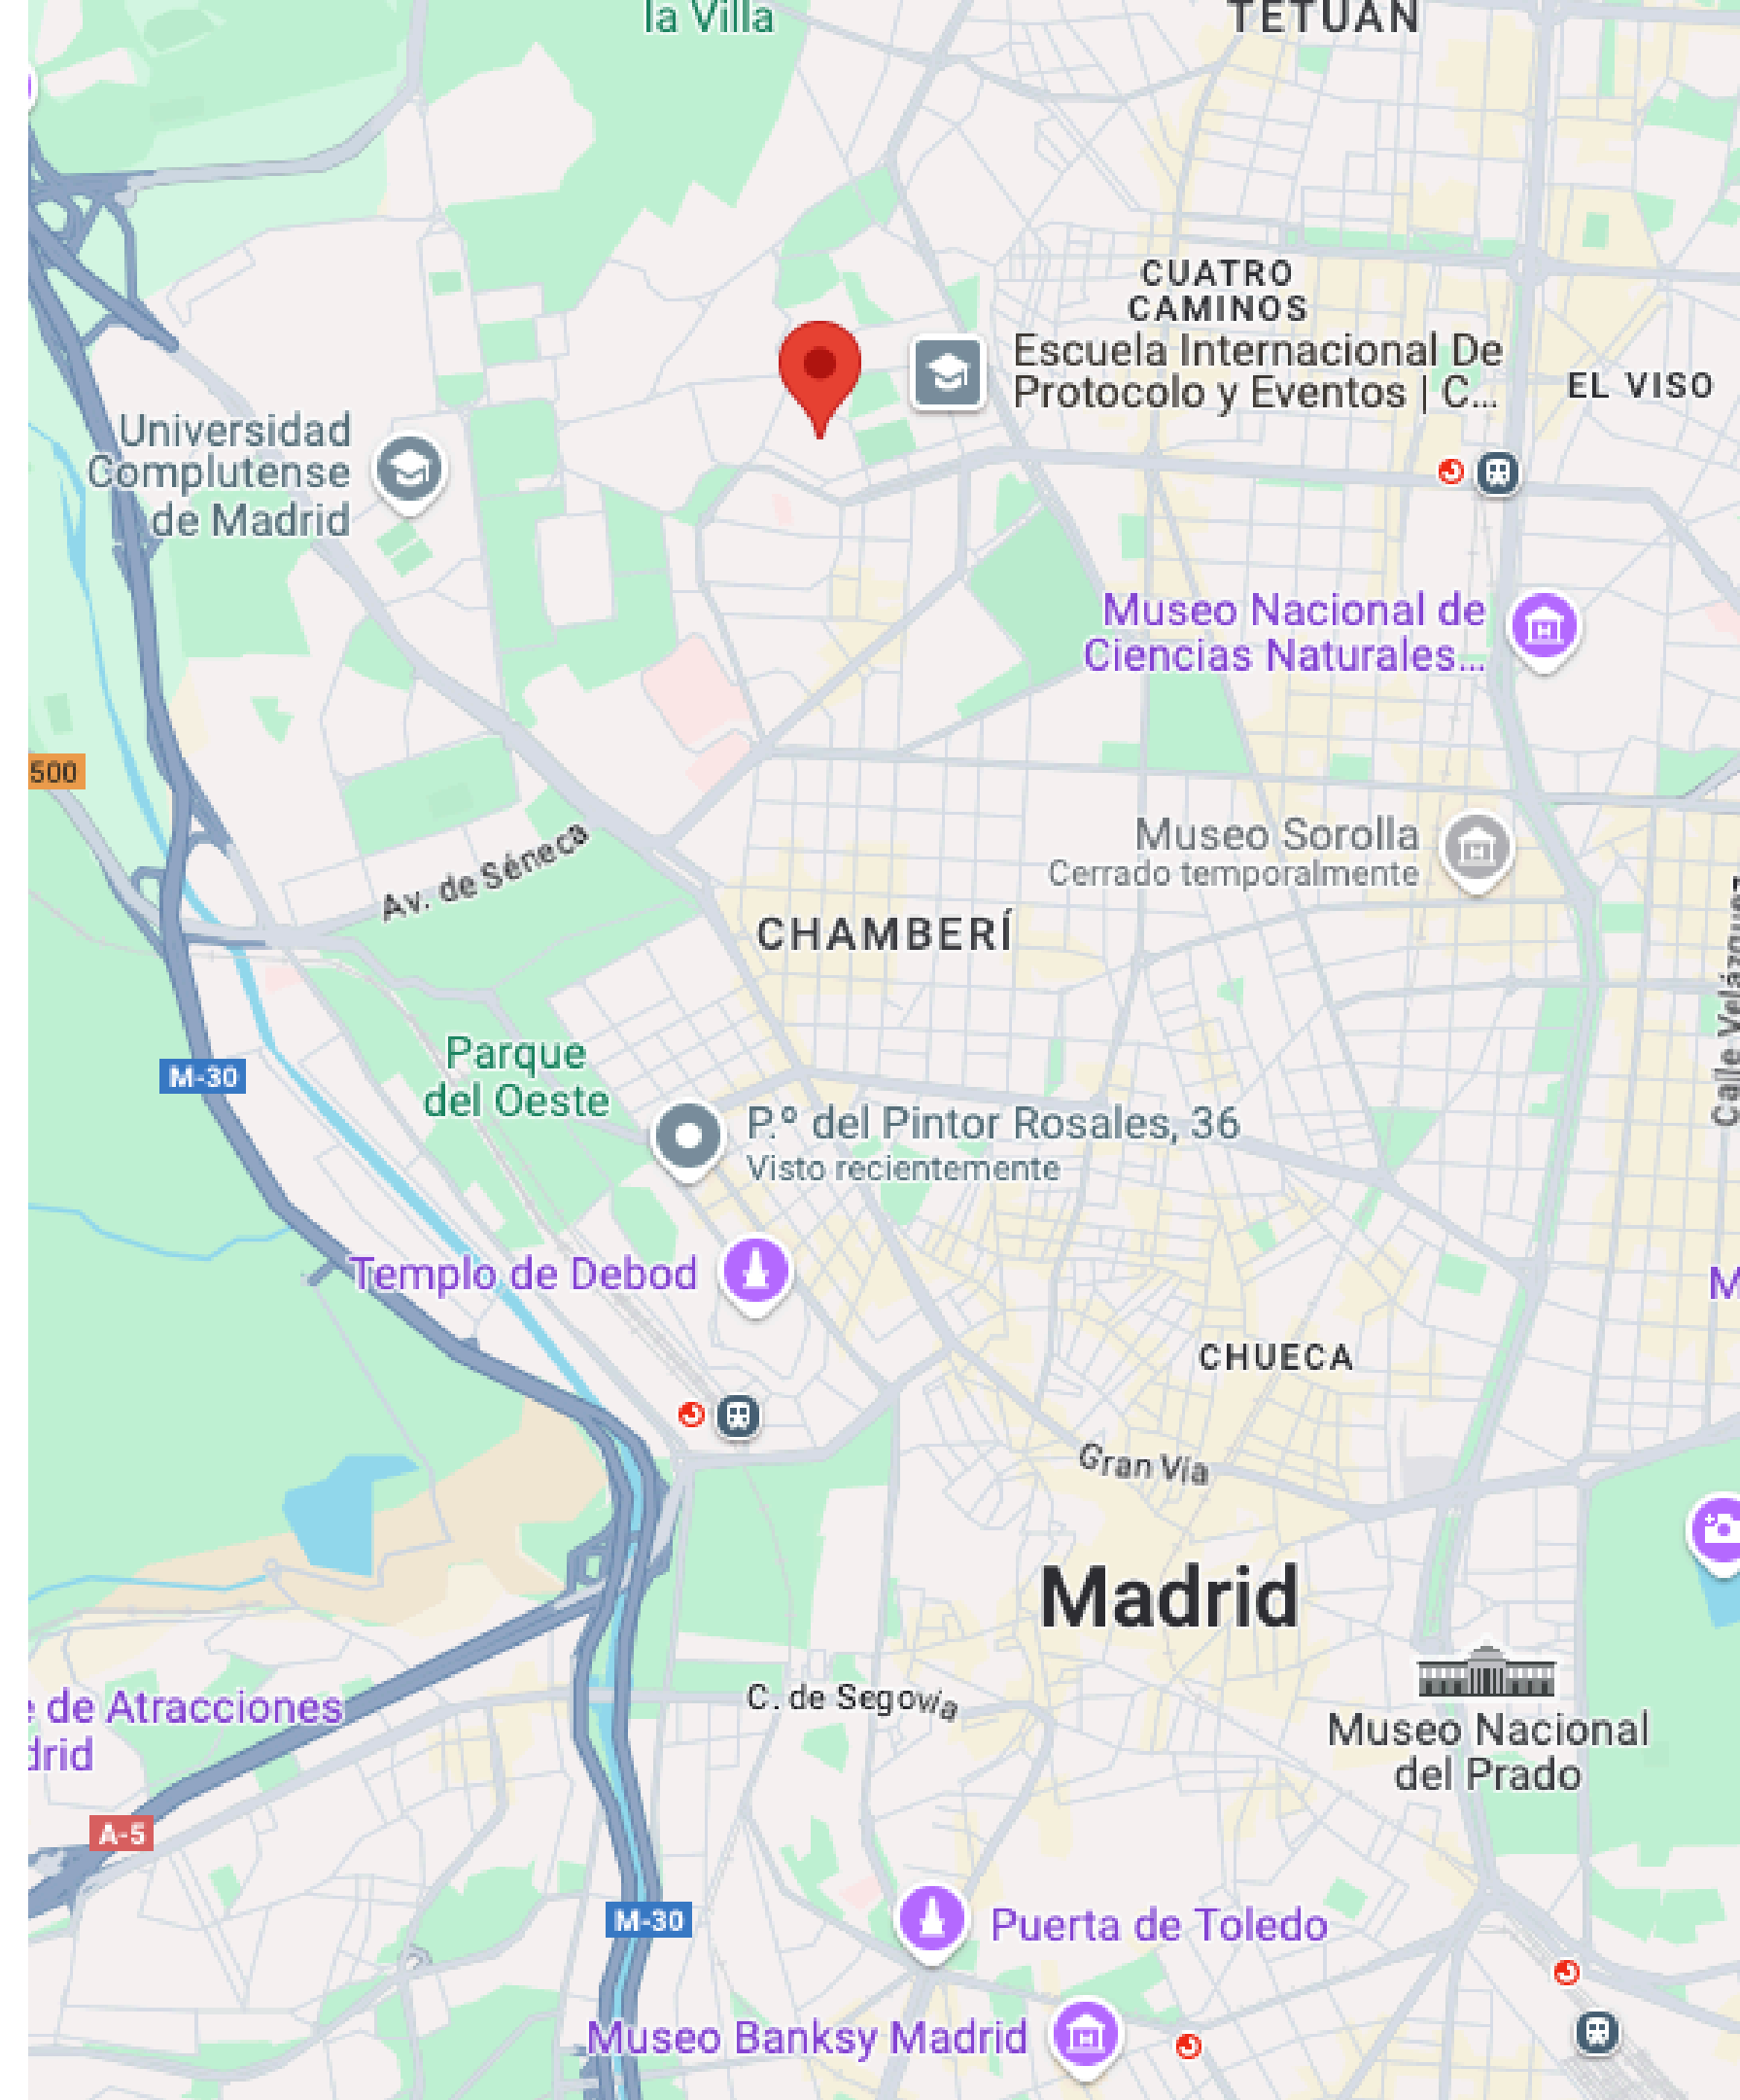 la Villa
TETUÁN
CUATRO
CAMINOS
Escuela Internacional De
Protocolo y Eventos | C...
EL VISO
Universidad
Complutense
de Madrid
Museo Nacional de
Ciencias Naturales...
500
Museo Sorolla
Cerrado temporalmente
Av. de Séneca
CHAMBERÍ
Calle Velázquez
Parque
del Oeste
M-30
P.º del Pintor Rosales, 36
Visto recientemente
Templo de Debod
M
CHUECA
Gran Vía
Madrid
C. de Segovia
e de Atracciones
drid
Museo Nacional
del Prado
A-5
M-30
Puerta de Toledo
Museo Banksy Madrid